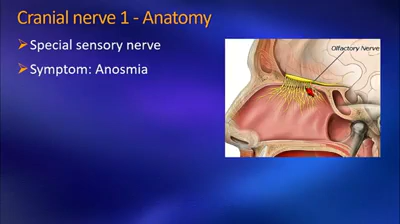 Cranial nerve 1 - Anatomy
Special sensory nerve
Symptom: Anosmia
Olfactory Nerve